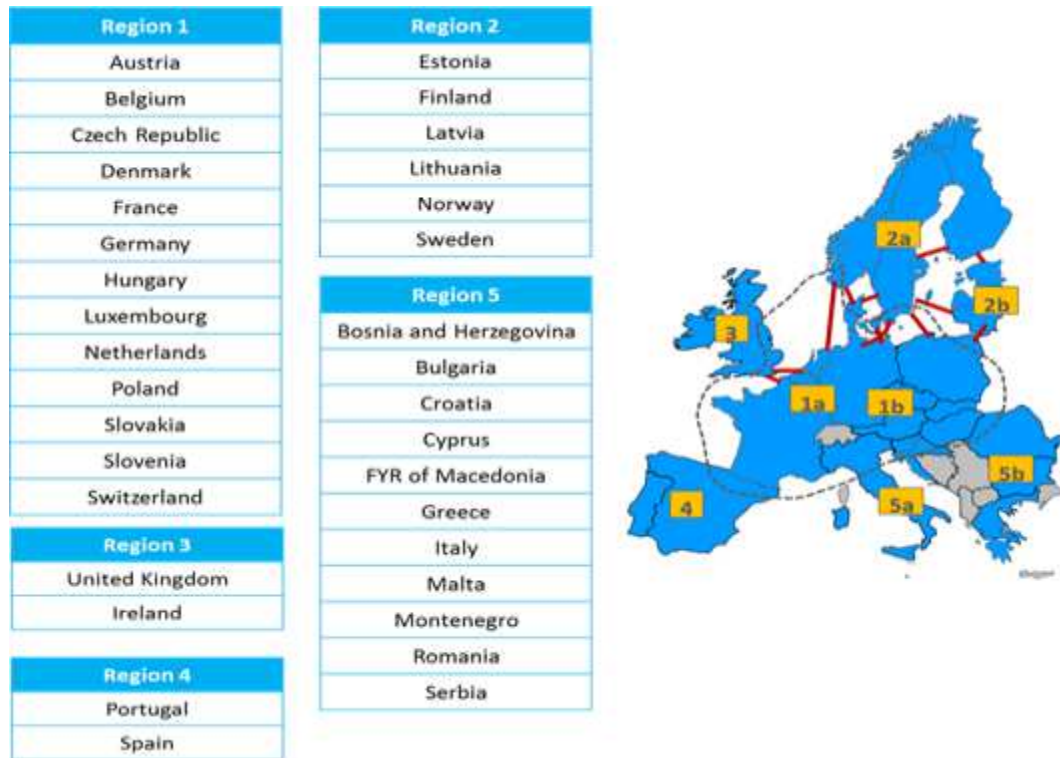 Region 1
Austria
Belgium
Czech Republic
Denmark
France
Germany
Hungary
Luxembourg
Netherlands
Poland
Slovakia
Slovenia
Switzerland
Region 3
United Kingdom
Ireland
Region 4
Portugal
Spain
Region 2
Estonia
Finland
Latvia
Lithuania
Norway
Sweden
Region 5
Bosnia and Herzegovina
Bulgaria
Croatia
Cyprus
FYR of Macedonia
Greece
Italy
Malta
Montenegro
Romania
Serbia
2a
2b
3
1a
1b
5b
4
5a